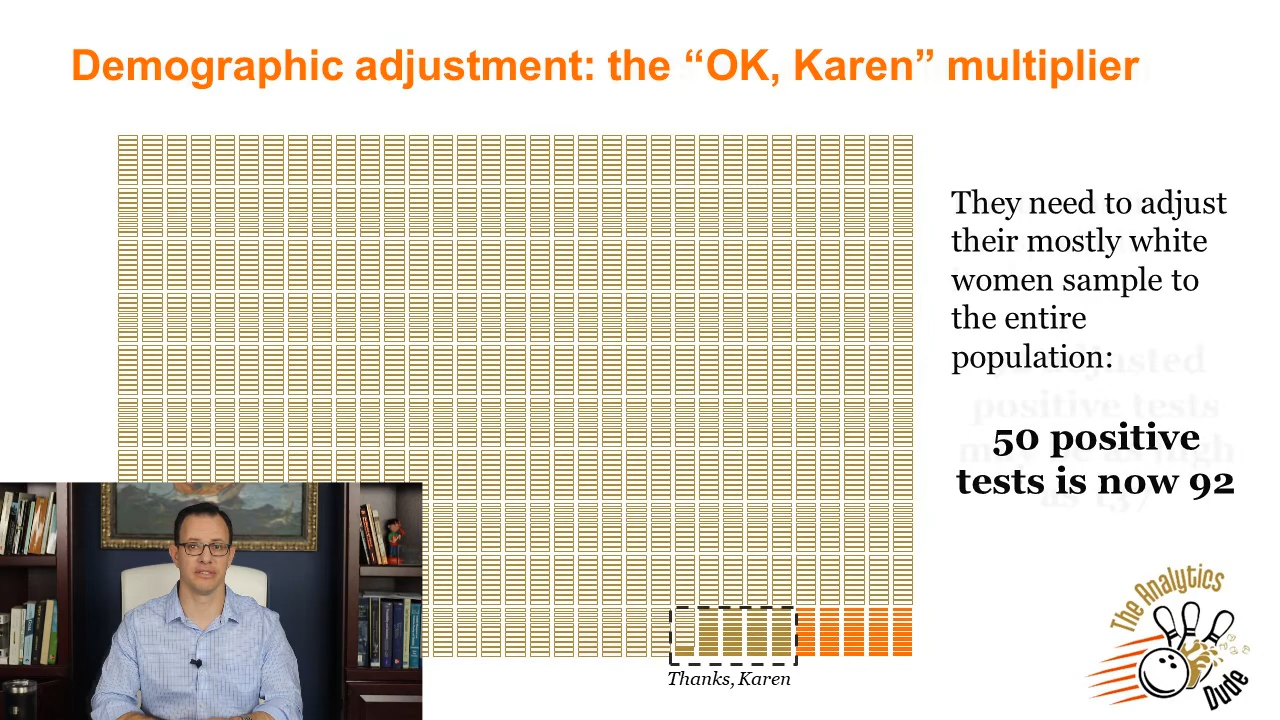 Demographic adjustment: the “OK, Karen” multiplier
They need to adjust
their mostly white
women sample to
the entire
population:
50 positive
tests is now 92
Thanks, Karen
The Analytics
Dude